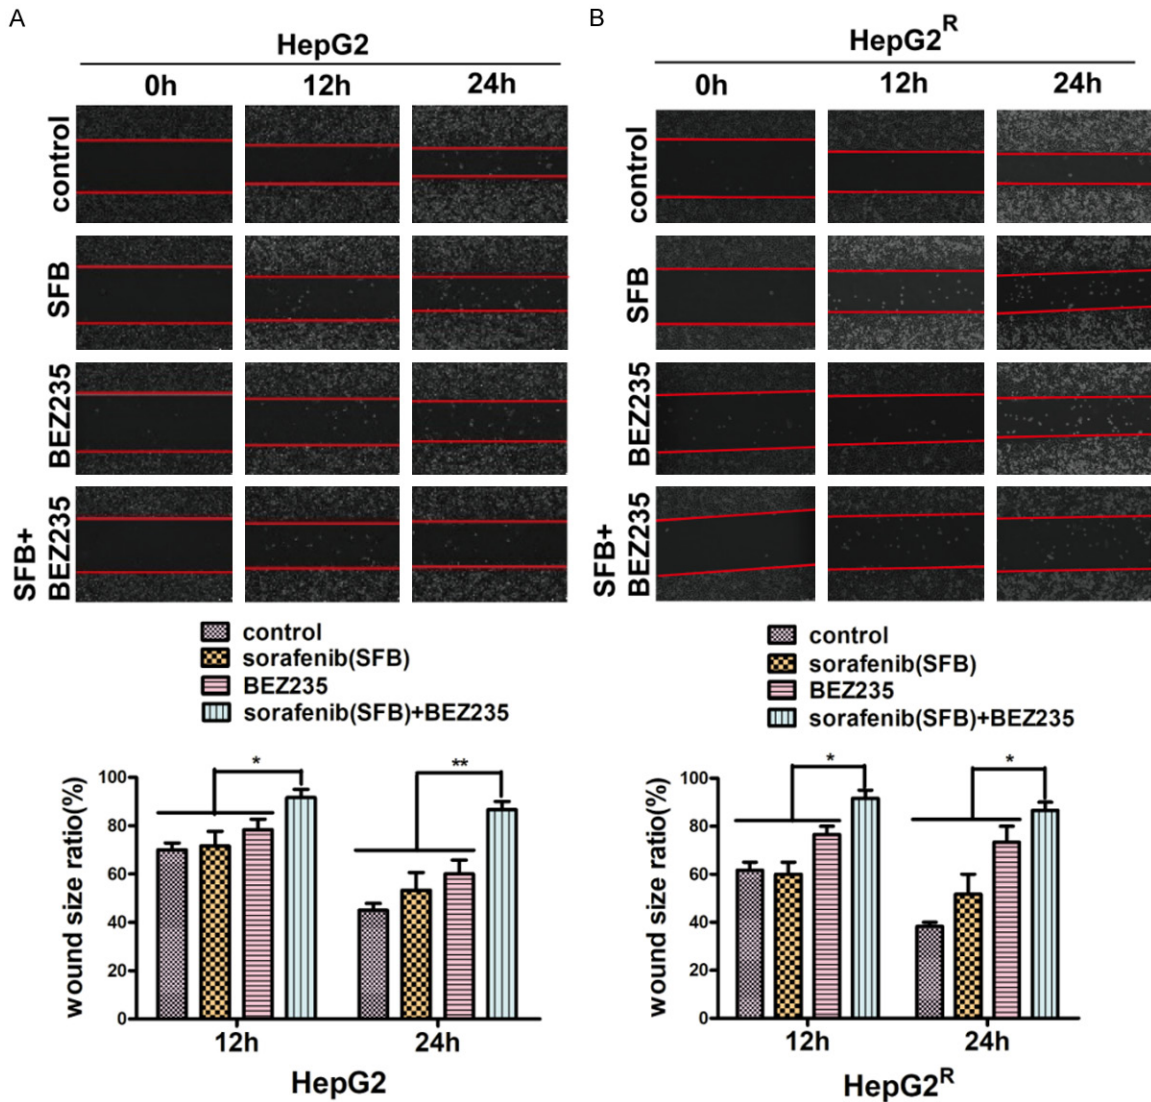 A
HepG2
0h 12h 24h
control
SFB
BEZ235
SFB+
BEZ235
control
sorafenib(SFB)
BEZ235
sorafenib(SFB)+BEZ235
wound size ratio(%)
100
80
60
40
20
0
*
**
12h 24h
HepG2
B
HepG2ᴿ
0h 12h 24h
control
SFB
BEZ235
SFB+
BEZ235
control
sorafenib(SFB)
BEZ235
sorafenib(SFB)+BEZ235
wound size ratio(%)
100
80
60
40
20
0
*
*
12h 24h
HepG2ᴿ